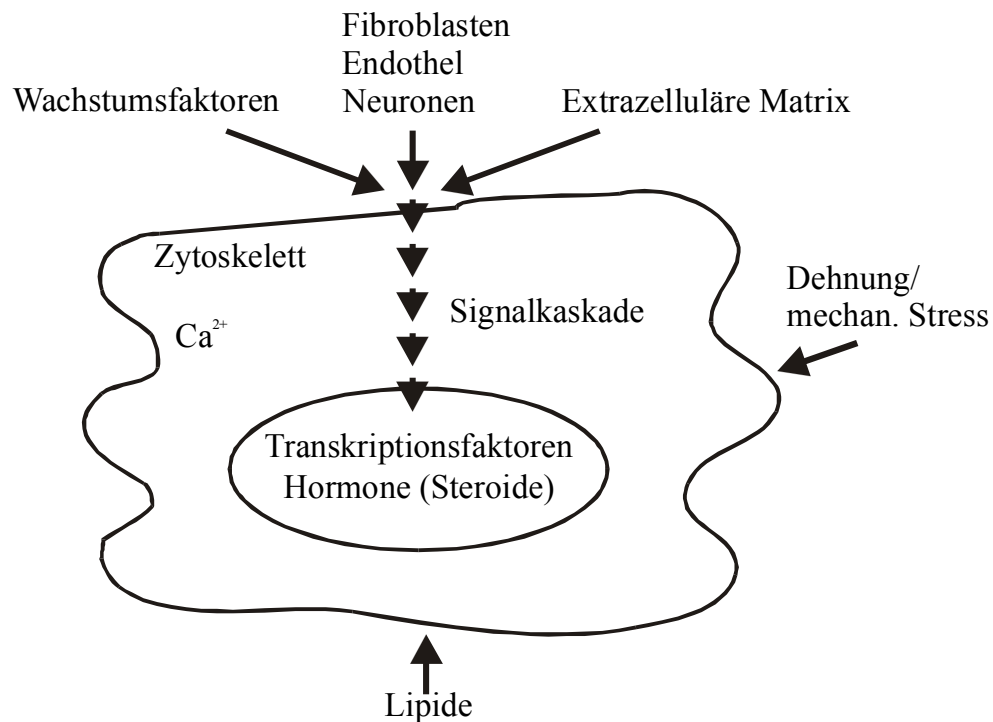 Fibroblasten
Endothel
Neuronen
Wachstumsfaktoren
Extrazelluläre Matrix
Zytoskelett
Dehnung/
mechan. Stress
Signalkaskade
Ca²⁺
Transkriptionsfaktoren
Hormone (Steroide)
Lipide